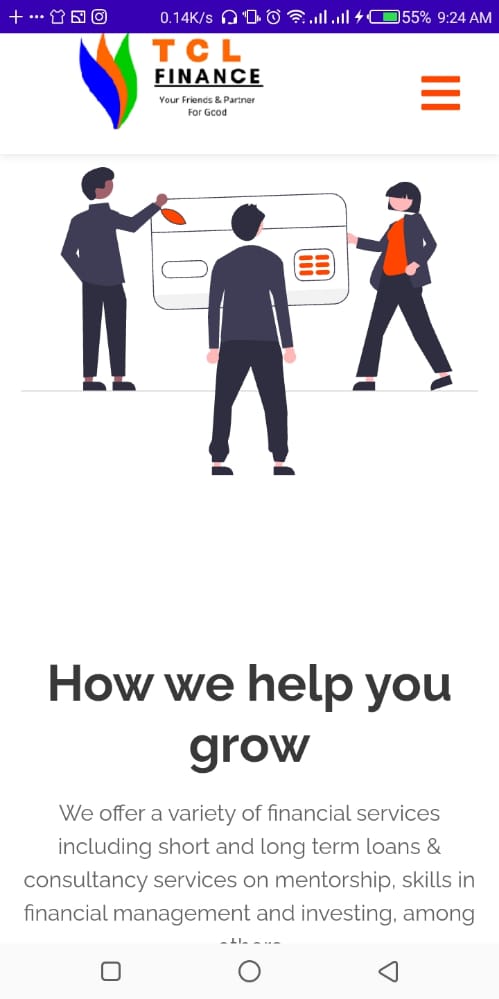 0.14K/s 55% 9:24 AM
TCL
FINANCE
Your Friends & Partner
For Good
How we help you
grow
We offer a variety of financial services
including short and long term loans &
consultancy services on mentorship, skills in
financial management and investing, among